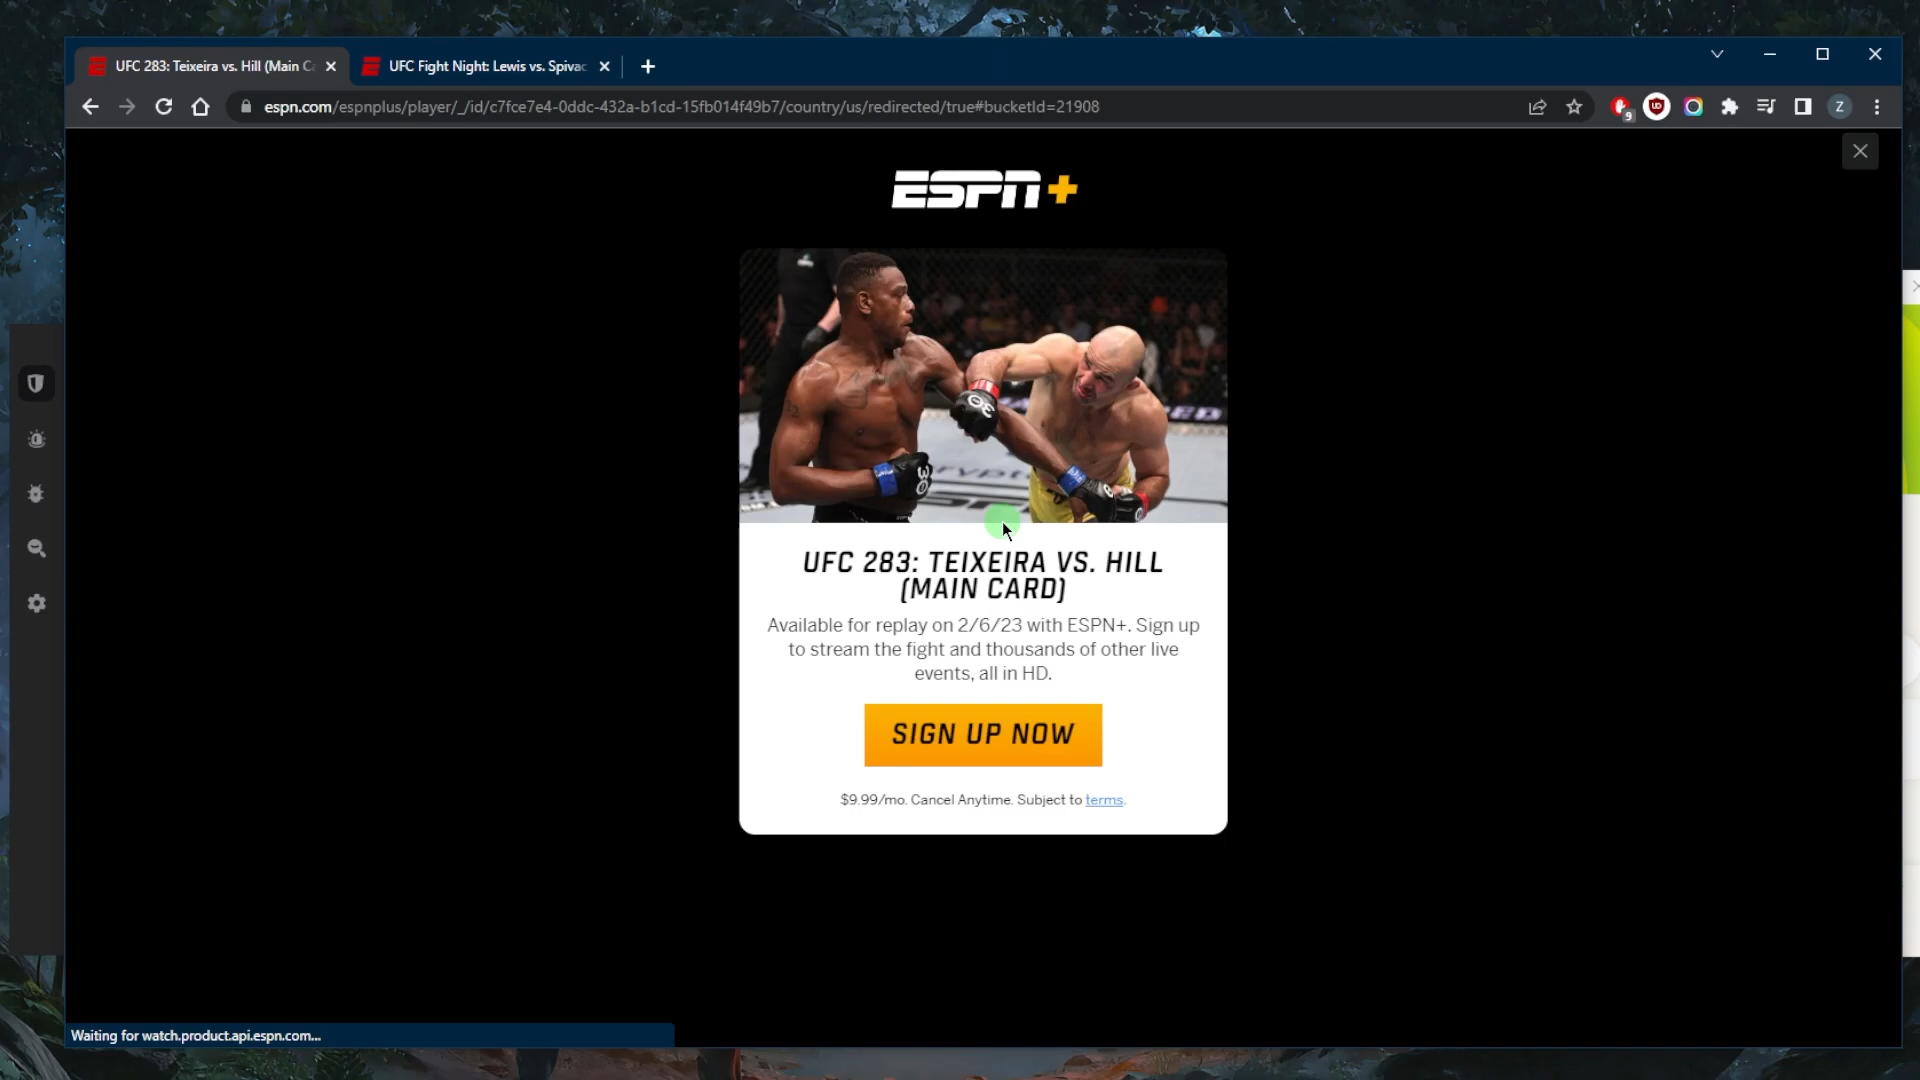 UFC 283: Teixeira vs. Hill (Main Ca
UFC Fight Night: Lewis vs. Spivac
espn.com/espnplus/player/_/id/c7fce7e4-0ddc-432a-b1cd-15fb014f49b7/country/us/redirected/true#bucketId=21908
9
UD
Z
ESPN+
UFC 283: TEIXEIRA VS. HILL
(MAIN CARD)
Available for replay on 2/6/23 with ESPN+. Sign up
to stream the fight and thousands of other live
events, all in HD.
SIGN UP NOW
$9.99/mo. Cancel Anytime. Subject to terms.
Waiting for watch.product.api.espn.com...